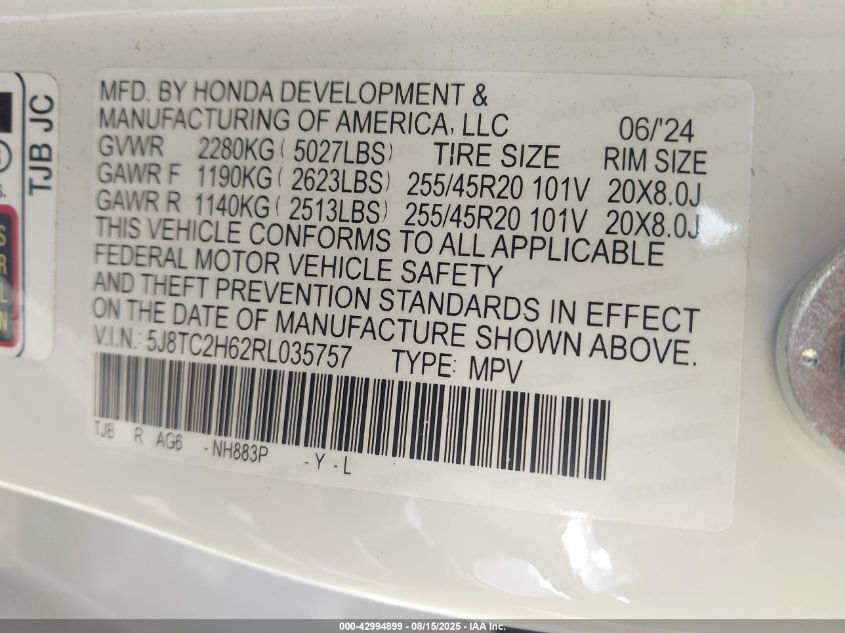 MFD. BY HONDA DEVELOPMENT &
MANUFACTURING OF AMERICA, LLC 06/'24
GVWR 2280KG ( 5027LBS) TIRE SIZE RIM SIZE
GAWR F 1190KG ( 2623LBS) 255/45R20 101V 20X8.0J
GAWR R 1140KG ( 2513LBS) 255/45R20 101V 20X8.0J
THIS VEHICLE CONFORMS TO ALL APPLICABLE
FEDERAL MOTOR VEHICLE SAFETY
AND THEFT PREVENTION STANDARDS IN EFFECT
ON THE DATE OF MANUFACTURE SHOWN ABOVE.
V.I.N.: 5J8TC2H62RL035757 TYPE: MPV
TJB R AG6 -NH883P -Y-L
TJB JC
000-42994899 - 08/15/2025 - IAA Inc.